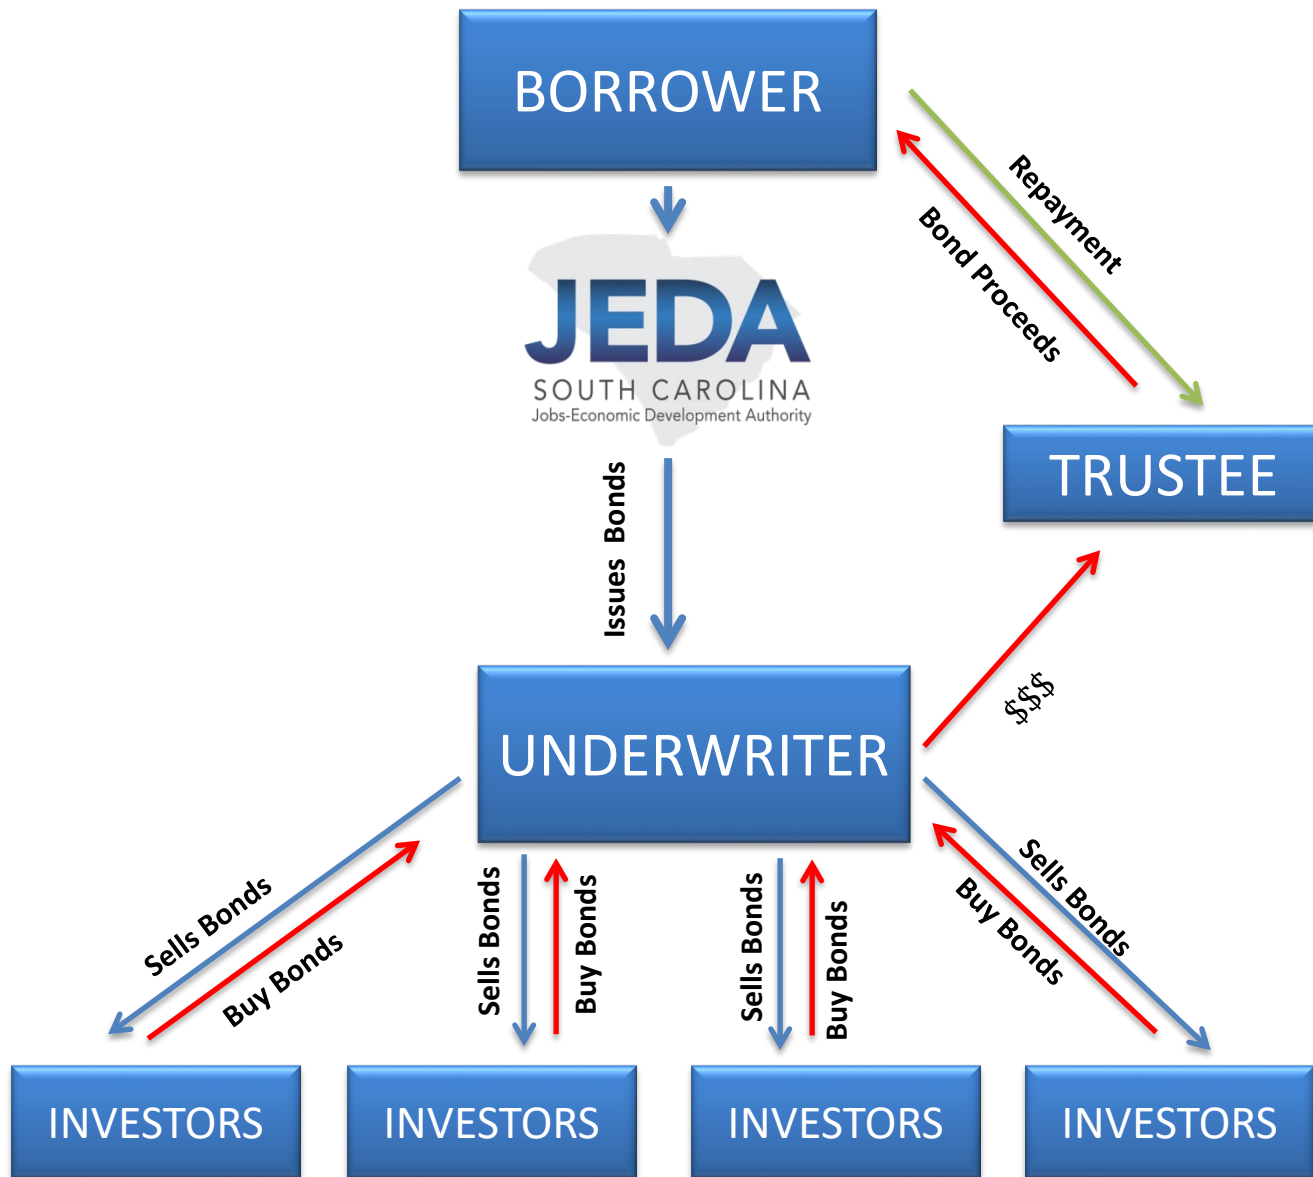 BORROWER
Repayment
Bond Proceeds
JEDA
SOUTH CAROLINA
Jobs-Economic Development Authority
TRUSTEE
Issues Bonds
$$$
UNDERWRITER
Sells Bonds
Buy Bonds
Sells Bonds
Buy Bonds
Sells Bonds
Buy Bonds
Sells Bonds
Buy Bonds
INVESTORS
INVESTORS
INVESTORS
INVESTORS